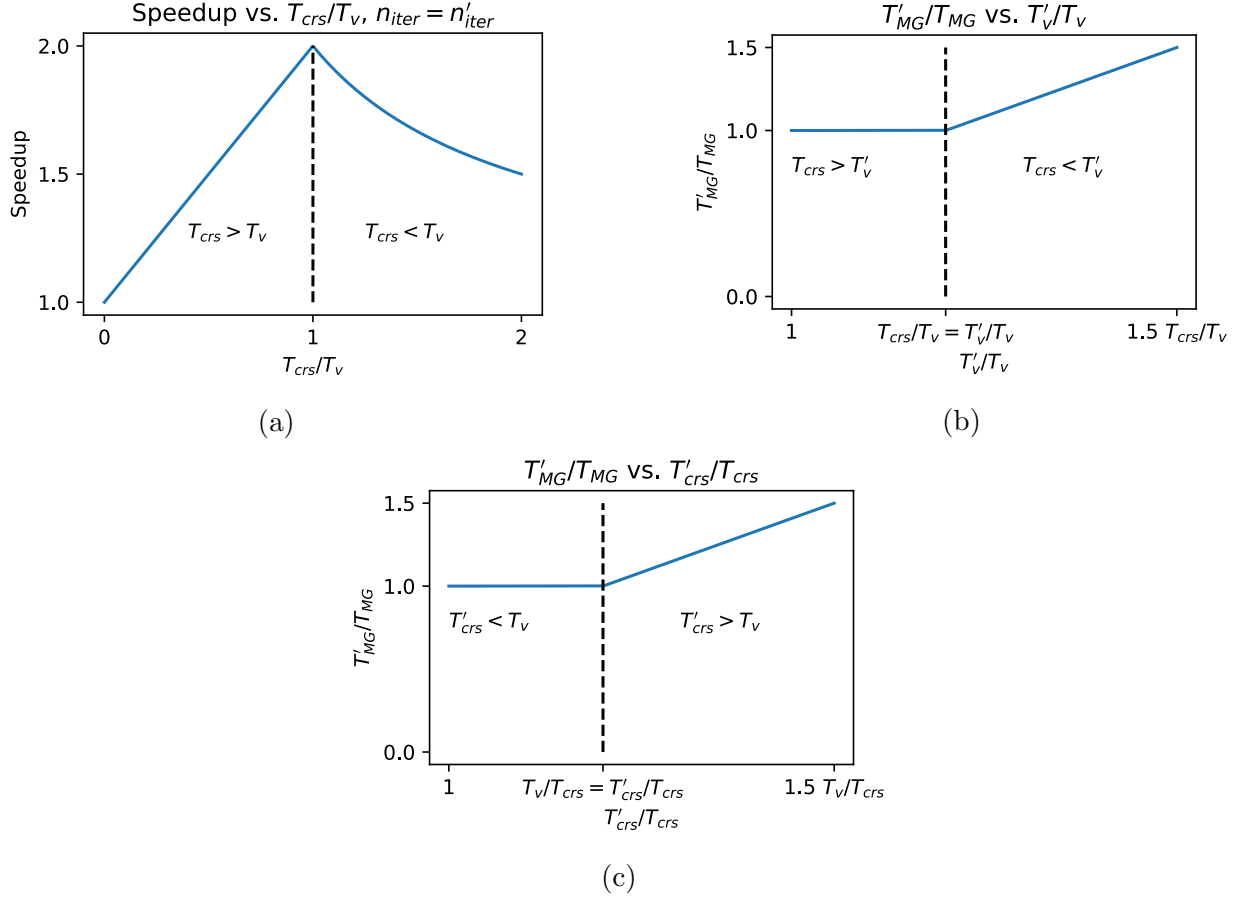 Speedup vs. T_crs/T_v, n_iter = n'_iter
2.0
1.5
1.0
Speedup
T_crs > T_v
T_crs < T_v
0
1
2
T_crs/T_v
(a)
T'_MG/T_MG vs. T'_v/T_v
1.5
1.0
0.0
T'_MG/T_MG
T_crs > T'_v
T_crs < T'_v
1
T_crs/T_v = T'_v/T_v
1.5 T_crs/T_v
T'_v/T_v
(b)
T'_MG/T_MG vs. T'_crs/T_crs
1.5
1.0
0.0
T'_MG/T_MG
T'_crs < T_v
T'_crs > T_v
1
T_v/T_crs = T'_crs/T_crs
1.5 T_v/T_crs
T'_crs/T_crs
(c)